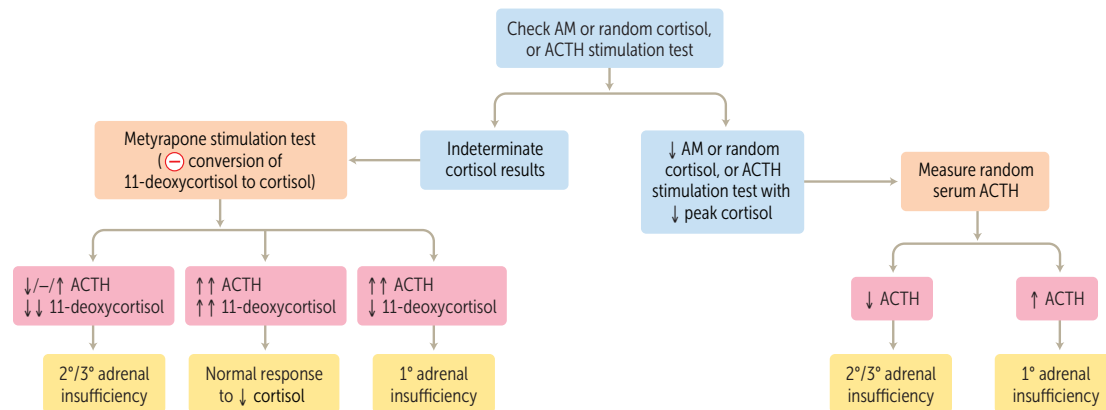 Check AM or random cortisol,
or ACTH stimulation test
Metyrapone stimulation test
(⊖ conversion of
11-deoxycortisol to cortisol)
Indeterminate
cortisol results
↓ AM or random
cortisol, or ACTH
stimulation test with
↓ peak cortisol
Measure random
serum ACTH
↓/–/↑ ACTH
↓↓ 11-deoxycortisol
↑↑ ACTH
↑↑ 11-deoxycortisol
↑↑ ACTH
↓ 11-deoxycortisol
↓ ACTH
↑ ACTH
2°/3° adrenal
insufficiency
Normal response
to ↓ cortisol
1° adrenal
insufficiency
2°/3° adrenal
insufficiency
1° adrenal
insufficiency